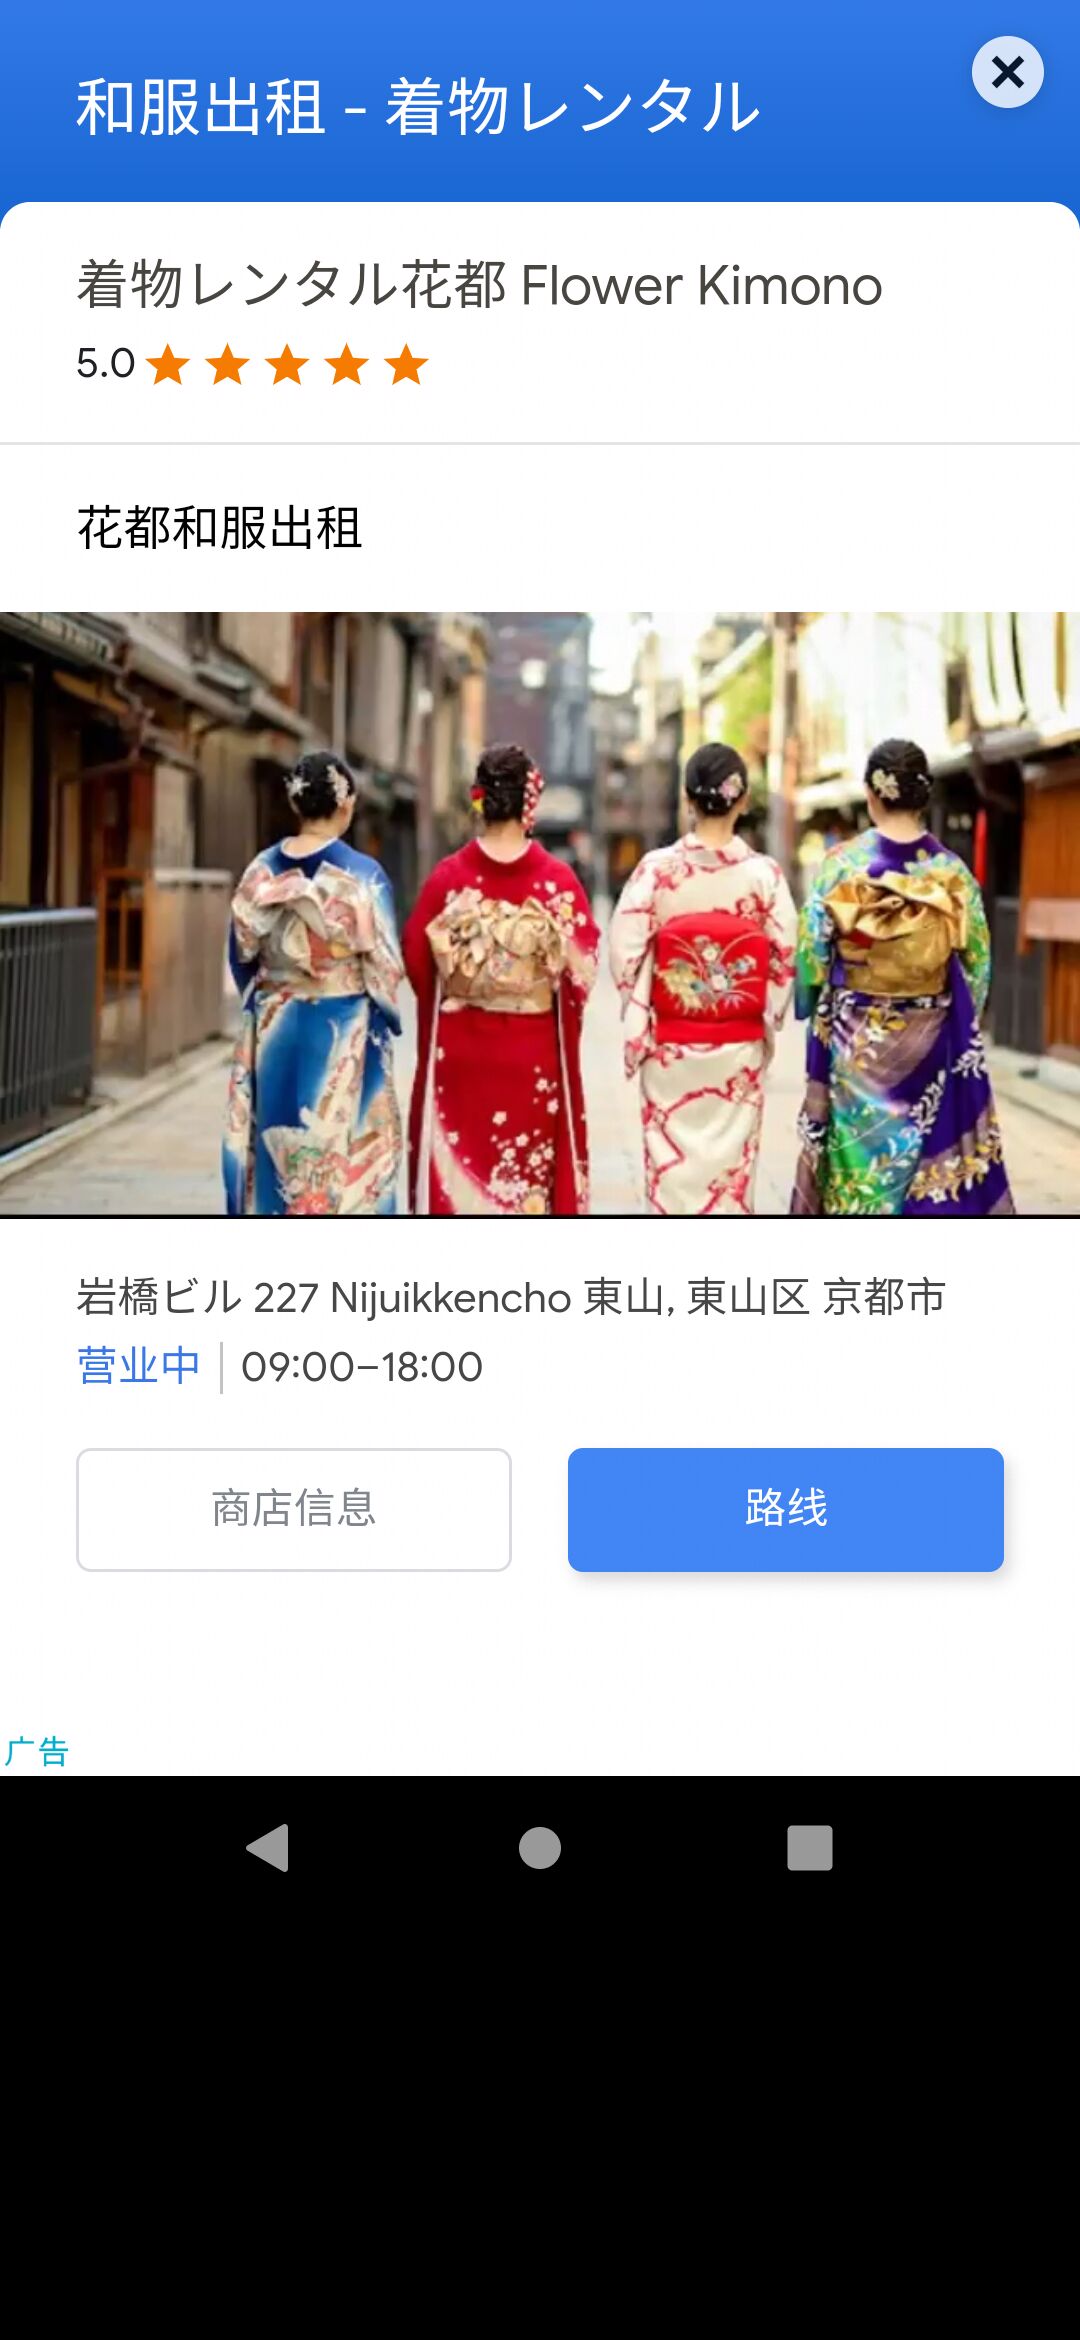 和服出租 - 着物レンタル
着物レンタル花都 Flower Kimono
5.0
花都和服出租
岩橋ビル 227 Nijuikkencho 東山, 東山区 京都市
营业中 09:00–18:00
商店信息
路线
广告